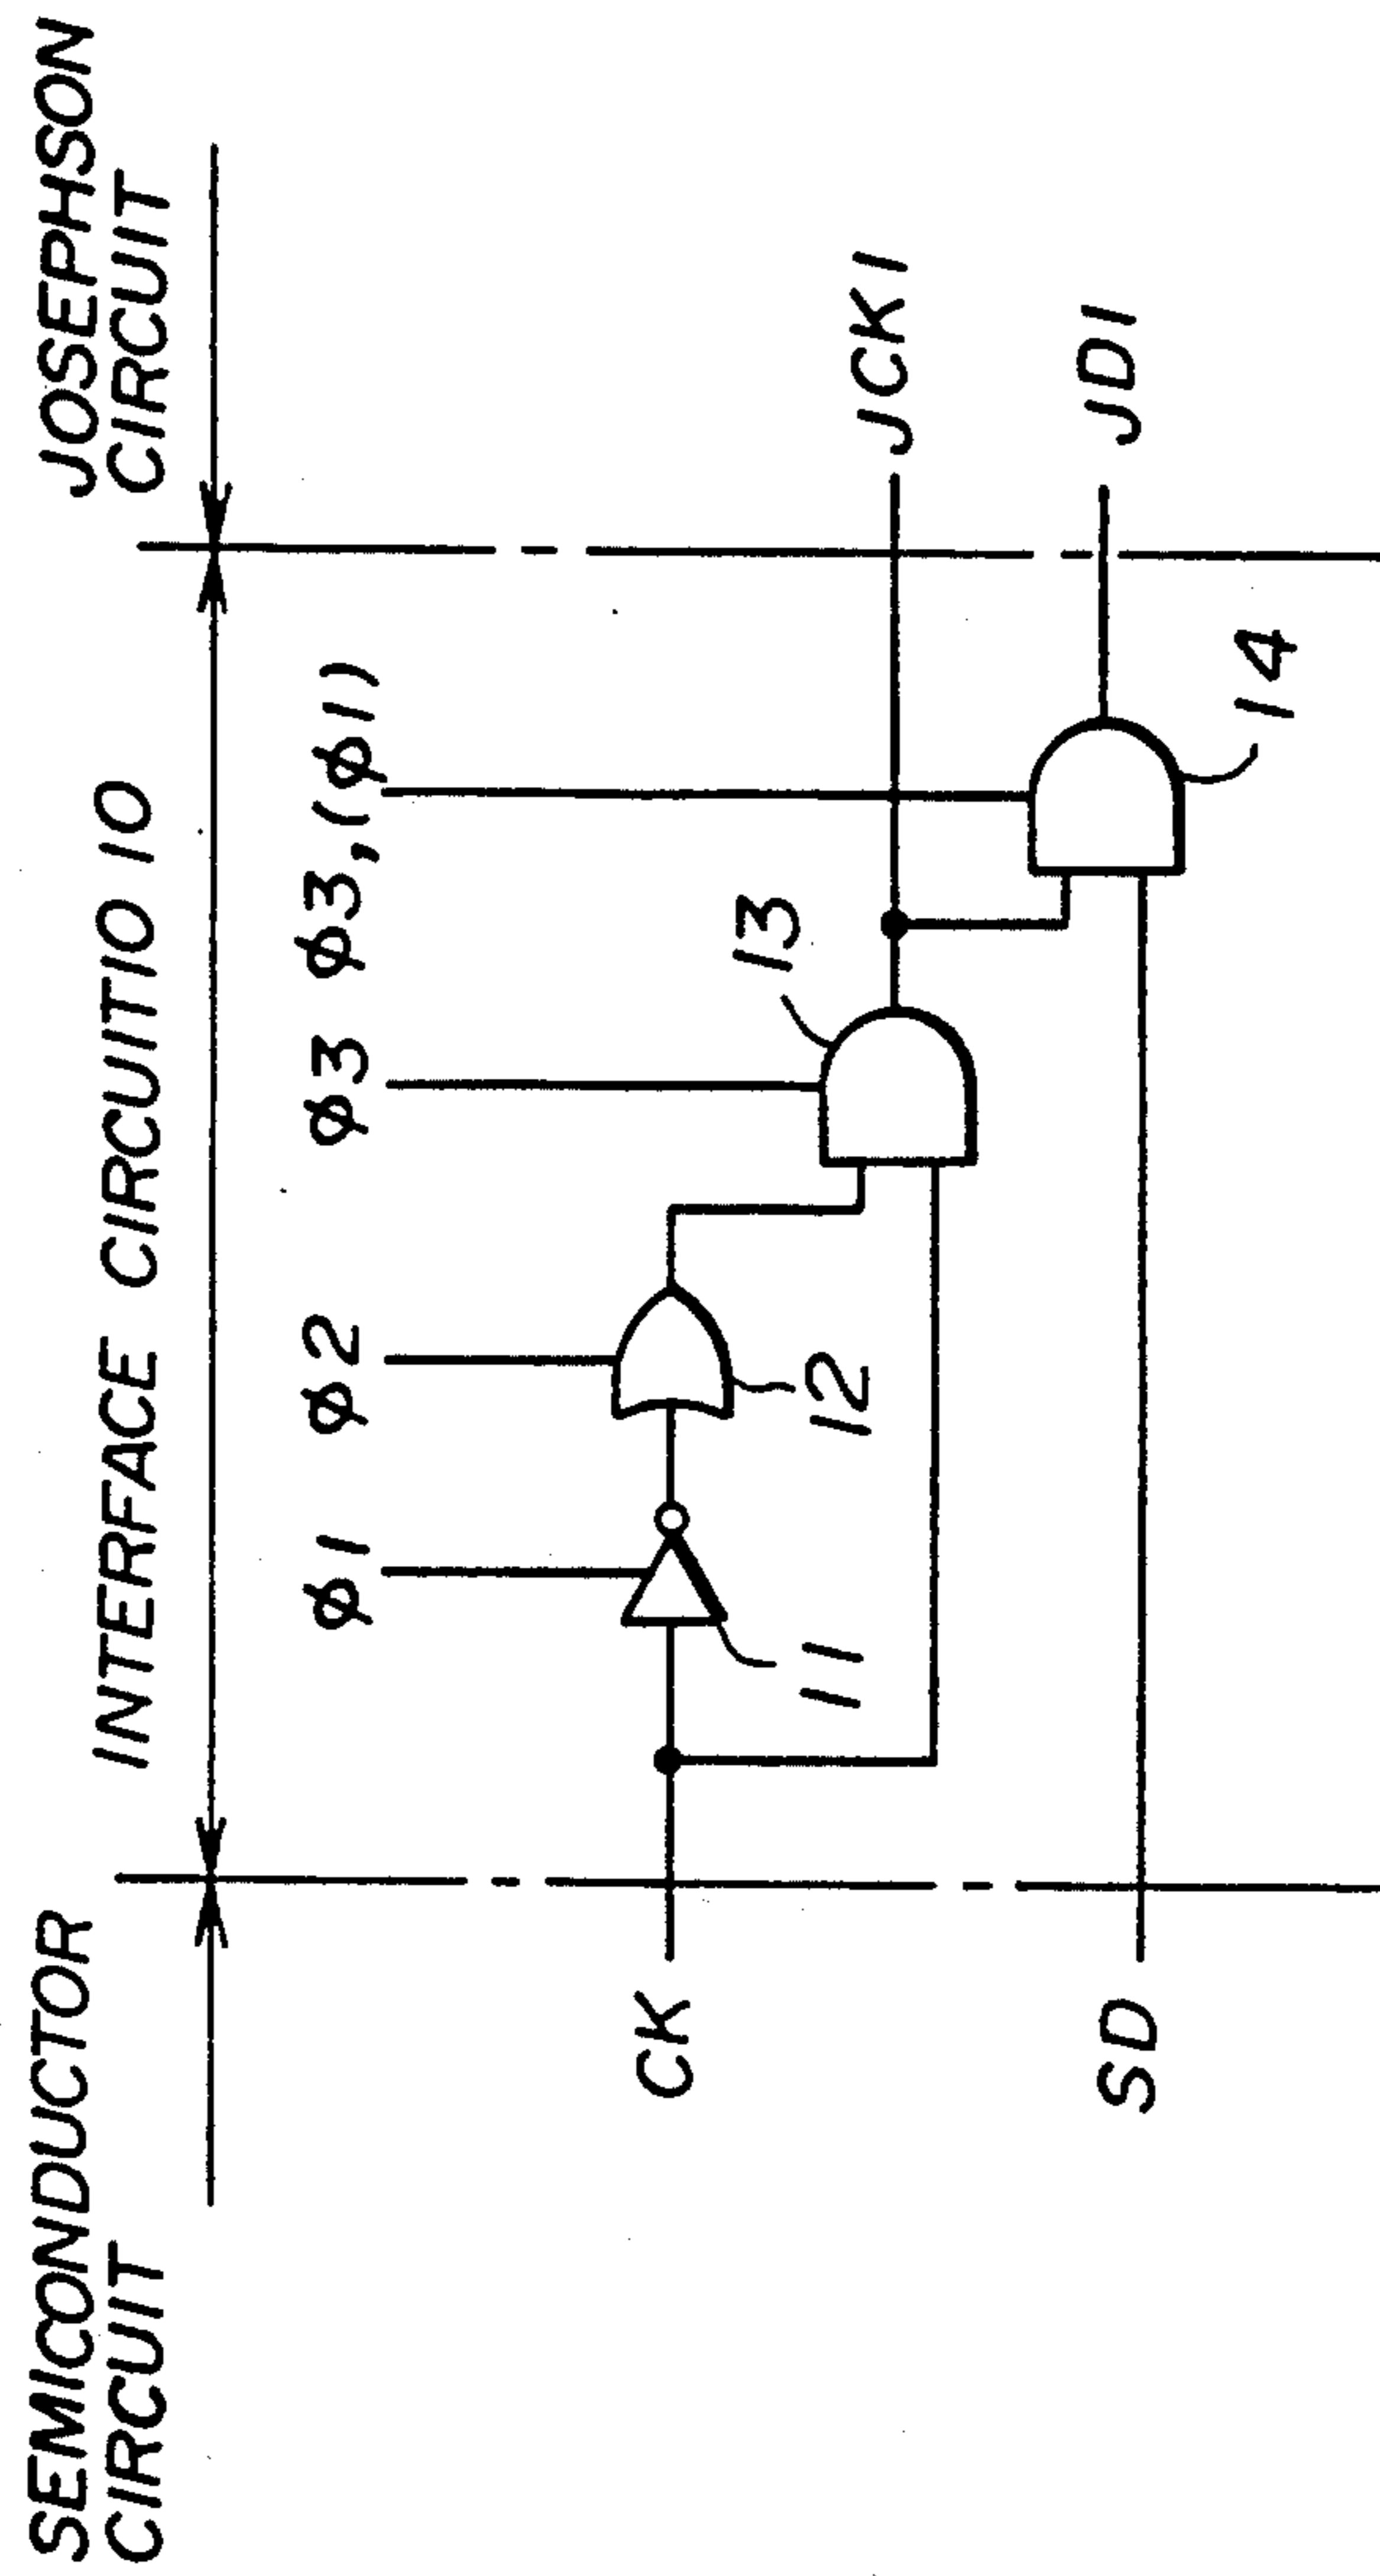 SEMICONDUCTOR
CIRCUIT
INTERFACE CIRCUITIO 10
JOSEPHSON
CIRCUIT
φ1
φ2
φ3
φ3,(φ1)
CK
11
12
13
JCK1
SD
14
JD1